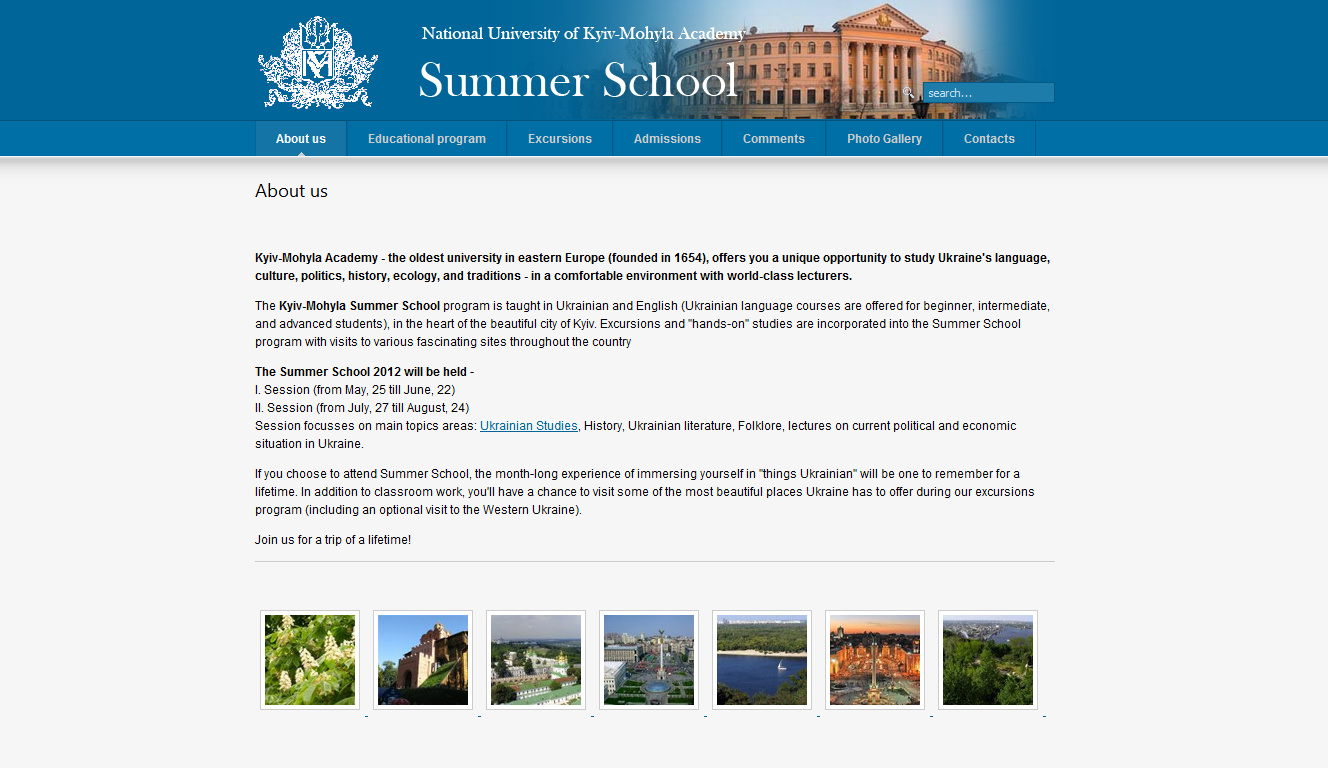 National University of Kyiv-Mohyla Academy
Summer School
search...
About us
Educational program
Excursions
Admissions
Comments
Photo Gallery
Contacts
About us
Kyiv-Mohyla Academy - the oldest university in eastern Europe (founded in 1654), offers you a unique opportunity to study Ukraine's language,
culture, politics, history, ecology, and traditions - in a comfortable environment with world-class lecturers.
The Kyiv-Mohyla Summer School program is taught in Ukrainian and English (Ukrainian language courses are offered for beginner, intermediate,
and advanced students), in the heart of the beautiful city of Kyiv. Excursions and "hands-on" studies are incorporated into the Summer School
program with visits to various fascinating sites throughout the country
The Summer School 2012 will be held -
I. Session (from May, 25 till June, 22)
II. Session (from July, 27 till August, 24)
Session focusses on main topics areas: Ukrainian Studies, History, Ukrainian literature, Folklore, lectures on current political and economic
situation in Ukraine.
If you choose to attend Summer School, the month-long experience of immersing yourself in "things Ukrainian" will be one to remember for a
lifetime. In addition to classroom work, you'll have a chance to visit some of the most beautiful places Ukraine has to offer during our excursions
program (including an optional visit to the Western Ukraine).
Join us for a trip of a lifetime!